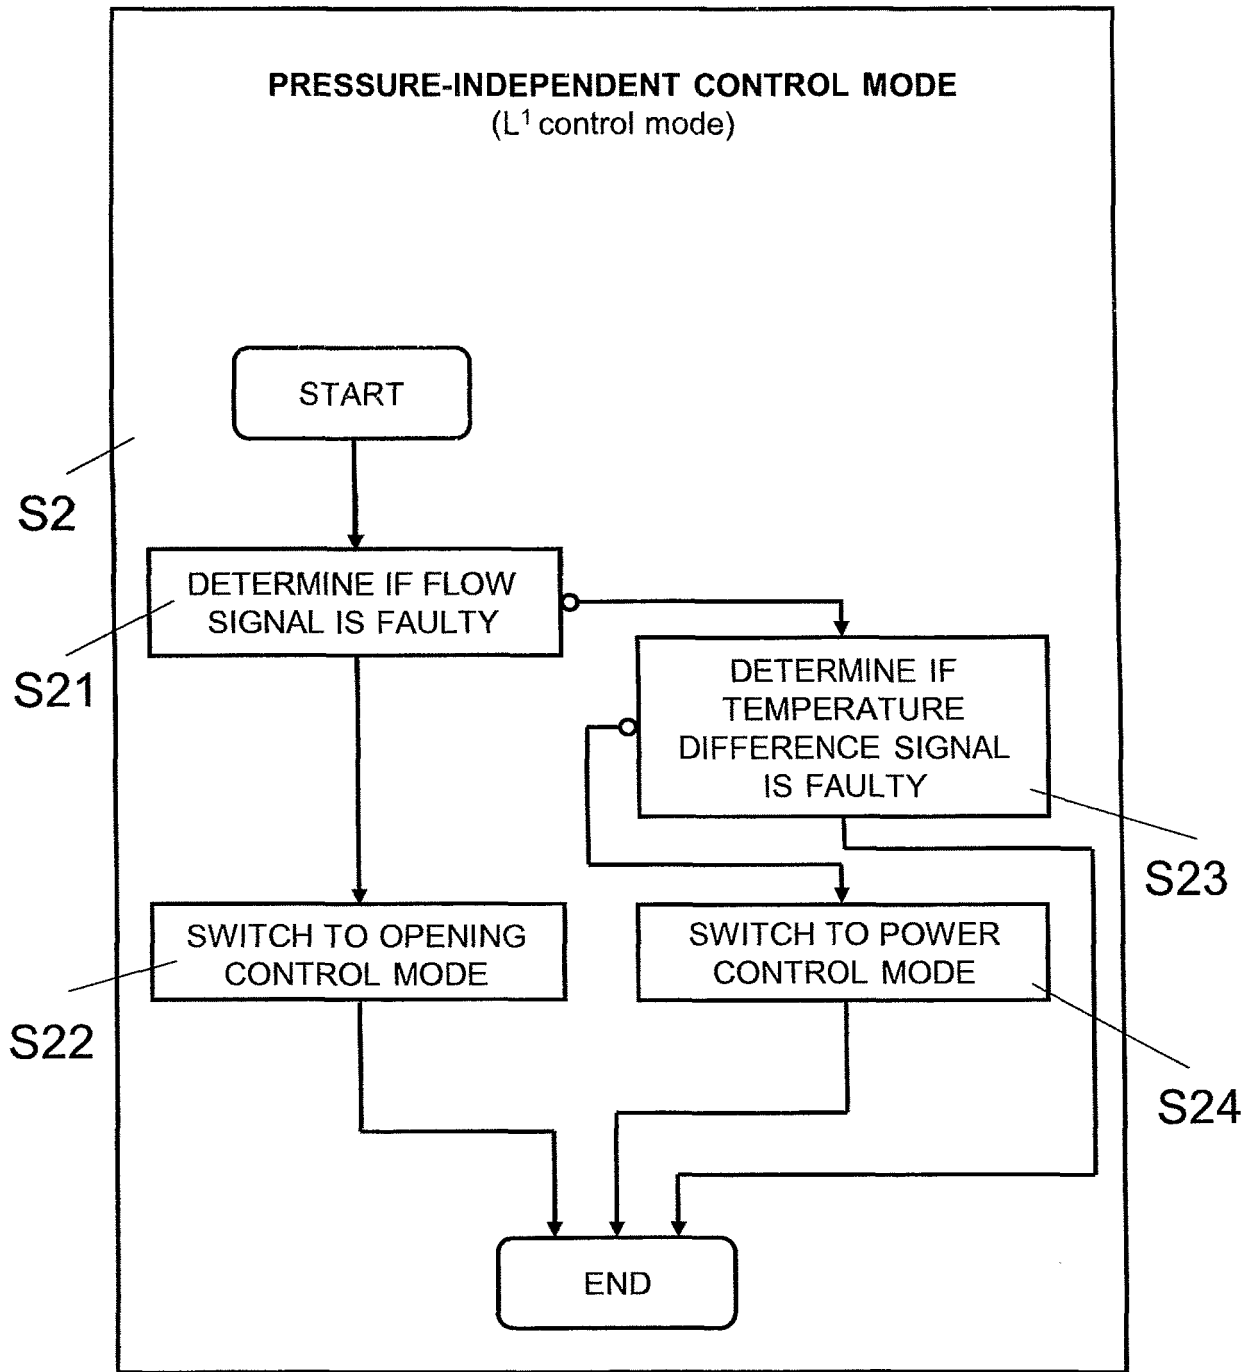 PRESSURE-INDEPENDENT CONTROL MODE
(L¹ control mode)
START
S2
DETERMINE IF FLOW
SIGNAL IS FAULTY
S21
DETERMINE IF
TEMPERATURE
DIFFERENCE SIGNAL
IS FAULTY
S23
SWITCH TO OPENING
CONTROL MODE
S22
SWITCH TO POWER
CONTROL MODE
S24
END